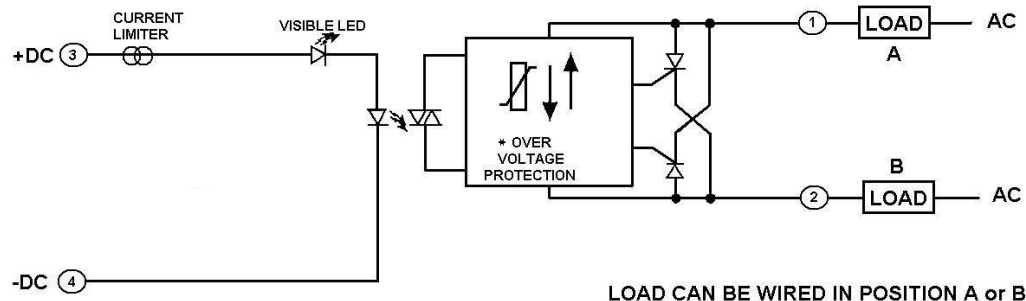 CURRENT
LIMITER
VISIBLE LED
+DC 3
1 LOAD AC
A
* OVER
VOLTAGE
PROTECTION
B
2 LOAD AC
-DC 4
LOAD CAN BE WIRED IN POSITION A or B